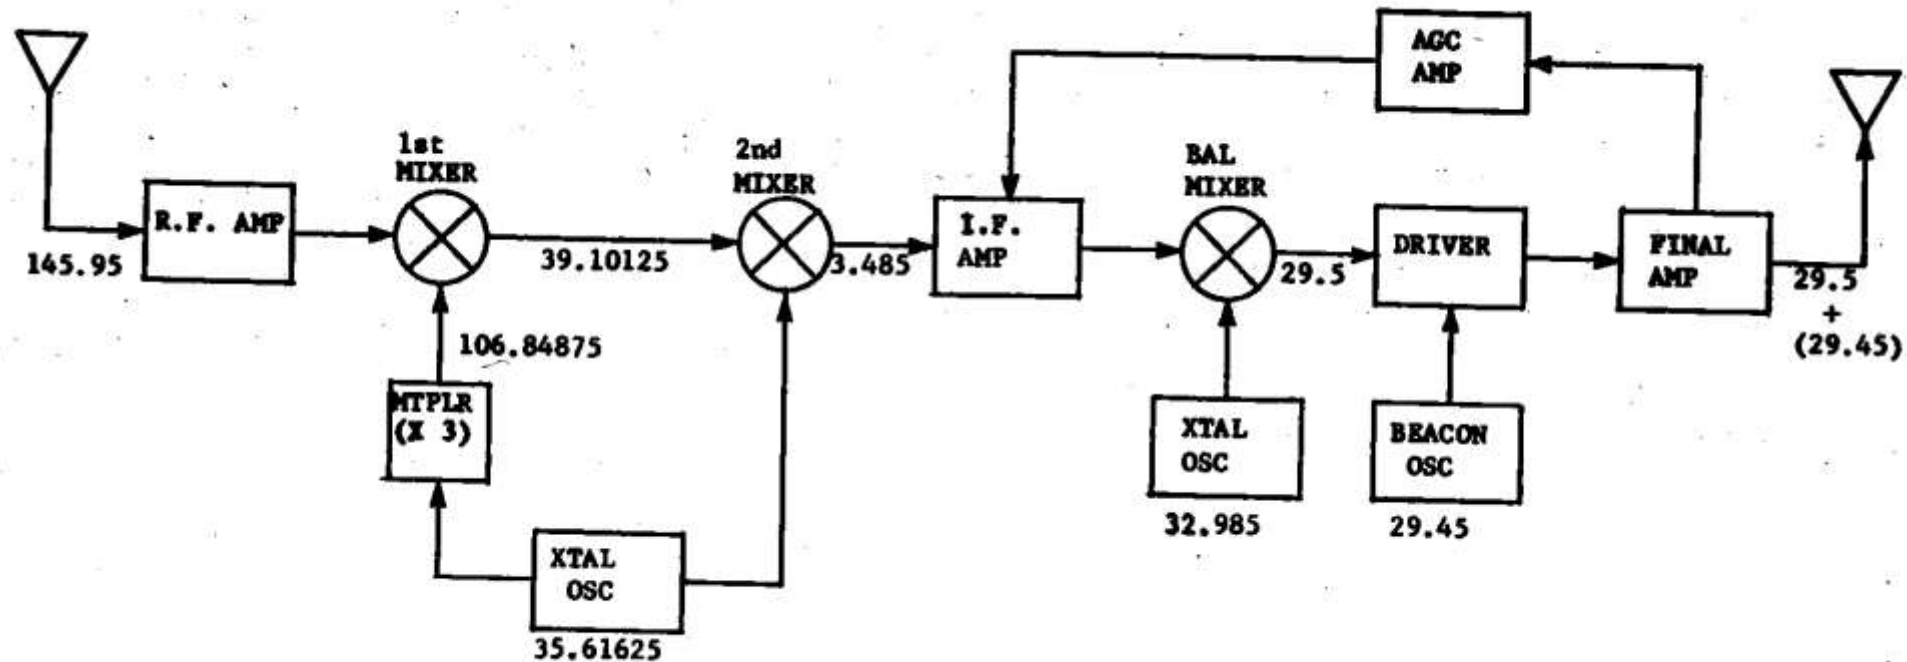 AGC
AMP
1st
MIXER
2nd
MIXER
BAL
MIXER
R.F. AMP
I.F.
AMP
DRIVER
FINAL
AMP
145.95
39.10125
3.485
29.5
29.5
+
(29.45)
106.84875
MTPLR
(X 3)
XTAL
OSC
32.985
BEACON
OSC
29.45
XTAL
OSC
35.61625